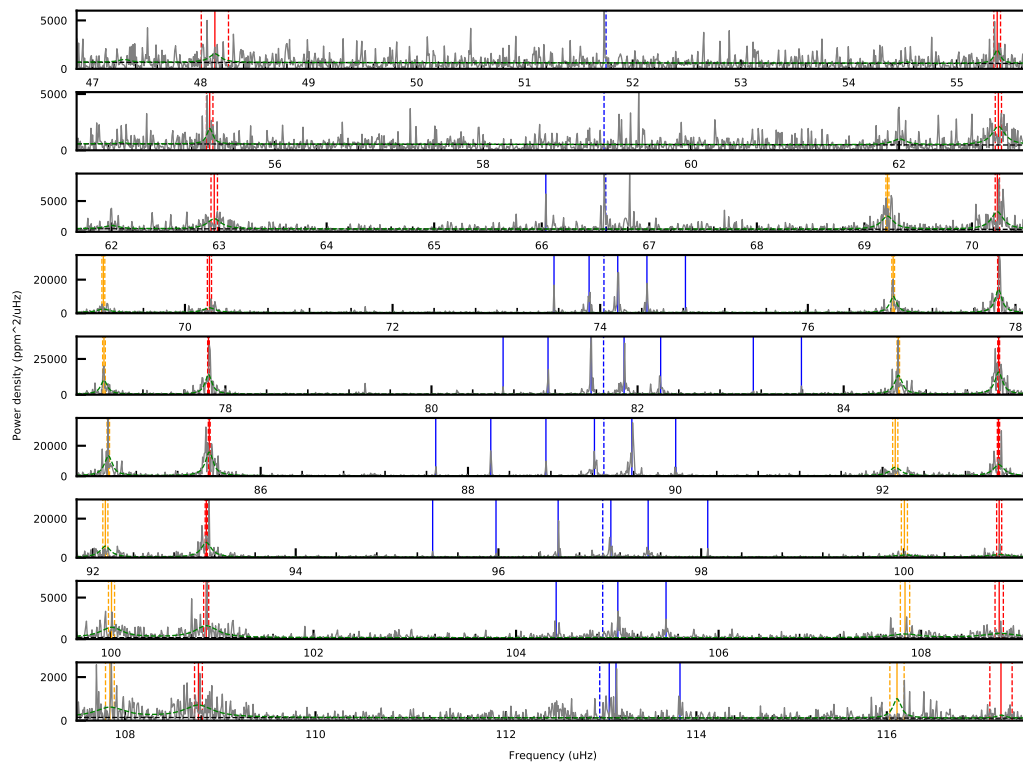 5000
0
47 48 49 50 51 52 53 54 55
5000
0
56 58 60 62
5000
0
62 63 64 65 66 67 68 69 70
20000
0
70 72 74 76 78
25000
0
78 80 82 84
20000
0
86 88 90 92
20000
0
92 94 96 98 100
5000
0
100 102 104 106 108
2000
0
108 110 112 114 116
Power density (ppm^2/uHz)
Frequency (uHz)